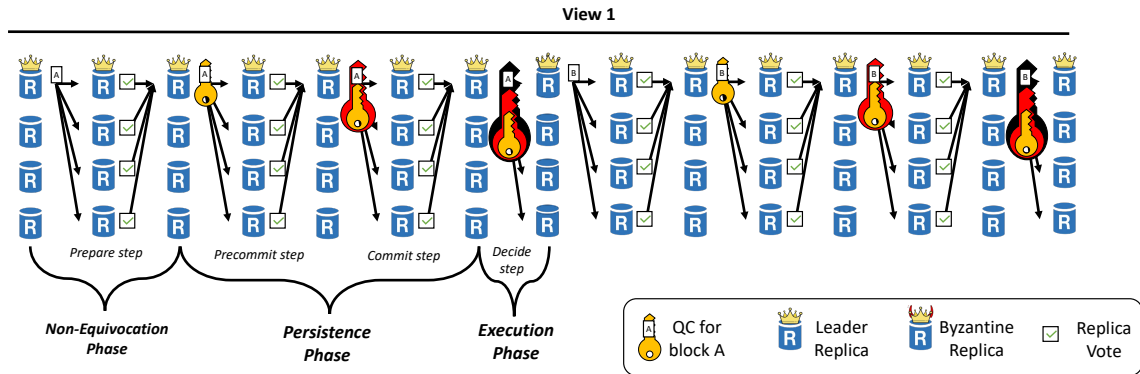 View 1
A
A
A
A
B
B
B
B
R R R R R R R R R R R R R R R
R R R R R R R R R R R R R R R
R R R R R R R R R R R R R R R
R R R R R R R R R R R R R R R
Prepare step
Precommit step
Commit step
Decide
step
Non-Equivocation
Phase
Persistence
Phase
Execution
Phase
A
QC for
block A
R
Leader
Replica
R
Byzantine
Replica
Replica
Vote